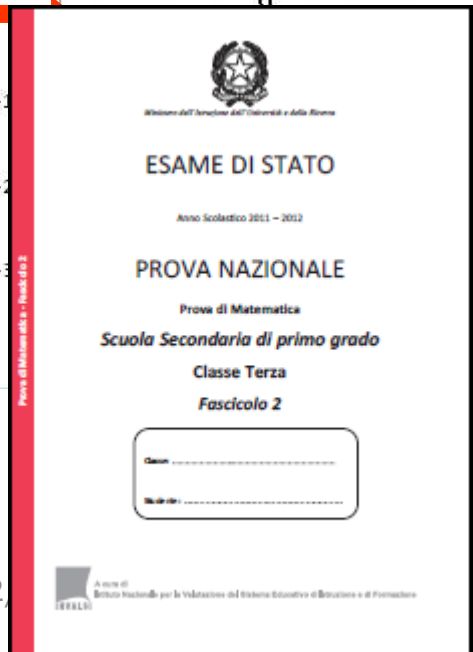 Ministero dell'Istruzione dell'Università e della Ricerca
ESAME DI STATO
Anno Scolastico 2011 – 2012
PROVA NAZIONALE
Prova di Matematica
Scuola Secondaria di primo grado
Classe Terza
Fascicolo 2
Classe: ........................................................
Studente: ........................................................
A cura di
Istituto Nazionale per la Valutazione del Sistema Educativo di Istruzione e di Formazione
INVALSI
Prova di Matematica - Fascicolo 2